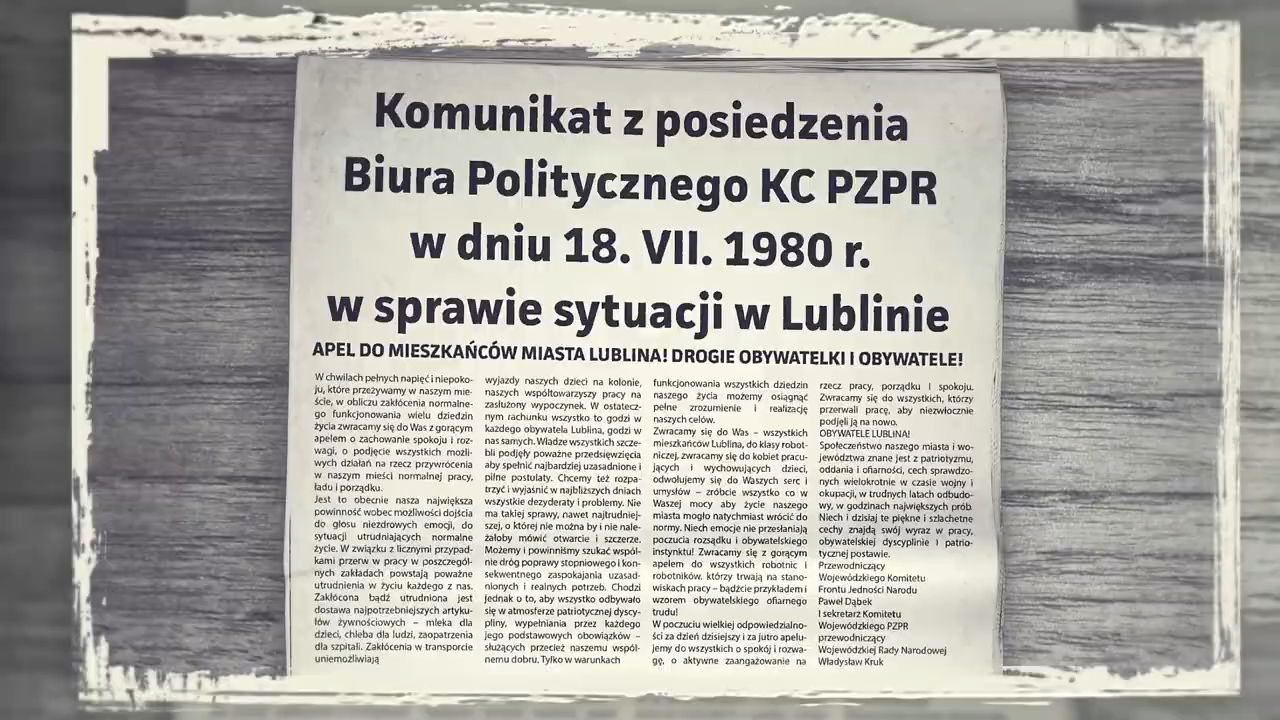 Komunikat z posiedzenia
Biura Politycznego KC PZPR
w dniu 18. VII. 1980 r.
w sprawie sytuacji w Lublinie
APEL DO MIESZKAŃCÓW MIASTA LUBLINA! DROGIE OBYWATELKI I OBYWATELE!
W chwilach pełnych napięć i niepoko-
ju, które przeżywamy w naszym mie-
ście, w obliczu zakłócenia normalne-
go funkcjonowania wielu dziedzin
życia zwracamy się do Was z gorącym
apelem o zachowanie spokoju i roz-
wagi, o podjęcie wszystkich możli-
wych działań na rzecz przywrócenia
w naszym mieści normalnej pracy,
ładu i porządku.
Jest to obecnie nasza największa
powinność wobec możliwości dojścia
do głosu niezdrowych emocji, do
sytuacji utrudniających normalne
życie. W związku z licznymi przypad-
kami przerw w pracy w poszczegól-
nych zakładach powstają poważne
utrudnienia w życiu każdego z nas.
Zakłócona bądź utrudniona jest
dostawa najpotrzebniejszych artyku-
łów żywnościowych – mleka dla
dzieci, chleba dla ludzi, zaopatrzenia
dla szpitali. Zakłócenia w transporcie
uniemożliwiają
wyjazdy naszych dzieci na kolonie,
naszych współtowarzyszy pracy na
zasłużony wypoczynek. W ostatecz-
nym rachunku wszystko to godzi w
każdego obywatela Lublina, godzi w
nas samych. Władze wszystkich szcze-
bli podjęły poważne przedsięwzięcia
aby spełnić najbardziej uzasadnione i
pilne postulaty. Chcemy też rozpa-
trzyć i wyjaśnić w najbliższych dniach
wszystkie dezyderaty i problemy. Nie
ma takiej sprawy, nawet najtrudniej-
szej, o której nie można by i nie nale-
żałoby mówić otwarcie i szczerze.
Możemy i powinniśmy szukać wspól-
nie dróg poprawy stopniowego i kon-
sekwentnego zaspokajania uzasad-
nionych i realnych potrzeb. Chodzi
jednak o to, aby wszystko odbywało
się w atmosferze patriotycznej dyscy-
pliny, wypełniania przez każdego
jego podstawowych obowiązków –
służących przecież naszemu wspól-
nemu dobru. Tylko w warunkach
funkcjonowania wszystkich dziedzin
naszego życia możemy osiągnąć
pełne zrozumienie i realizację
naszych celów.
Zwracamy się do Was – wszystkich
mieszkańców Lublina, do klasy robot-
niczej, zwracamy się do kobiet pracu-
jących i wychowujących dzieci,
odwołujemy się do Waszych serc i
umysłów – zróbcie wszystko co w
Waszej mocy aby życie naszego
miasta mogło natychmiast wrócić do
normy. Niech emocje nie przesłaniają
poczucia rozsądku i obywatelskiego
instynktu! Zwracamy się z gorącym
apelem do wszystkich robotnic i
robotników, którzy trwają na stano-
wiskach pracy – bądźcie przykładem i
wzorem obywatelskiego ofiarnego
trudu!
W poczuciu wielkiej odpowiedzialno-
ści za dzień dzisiejszy i za jutro apelu-
jemy do wszystkich o spokój i rozwa-
gę, o aktywne zaangażowanie na
rzecz pracy, porządku i spokoju.
Zwracamy się do wszystkich, którzy
przerwali pracę, aby niezwłocznie
podjęli ją na nowo.
OBYWATELE LUBLINA!
Społeczeństwo naszego miasta i wo-
jewództwa znane jest z patriotyzmu,
oddania i ofiarności, cech sprawdzo-
nych wielokrotnie w czasie wojny i
okupacji, w trudnych latach odbudo-
wy, w godzinach największych prób.
Niech i dzisiaj te piękne i szlachetne
cechy znajdą swój wyraz w pracy,
obywatelskiej dyscyplinie i patrio-
tycznej postawie.
Przewodniczący
Wojewódzkiego Komitetu
Frontu Jedności Narodu
Paweł Dąbek
I sekretarz Komitetu
Wojewódzkiego PZPR
przewodniczący
Wojewódzkiej Rady Narodowej
Władysław Kruk